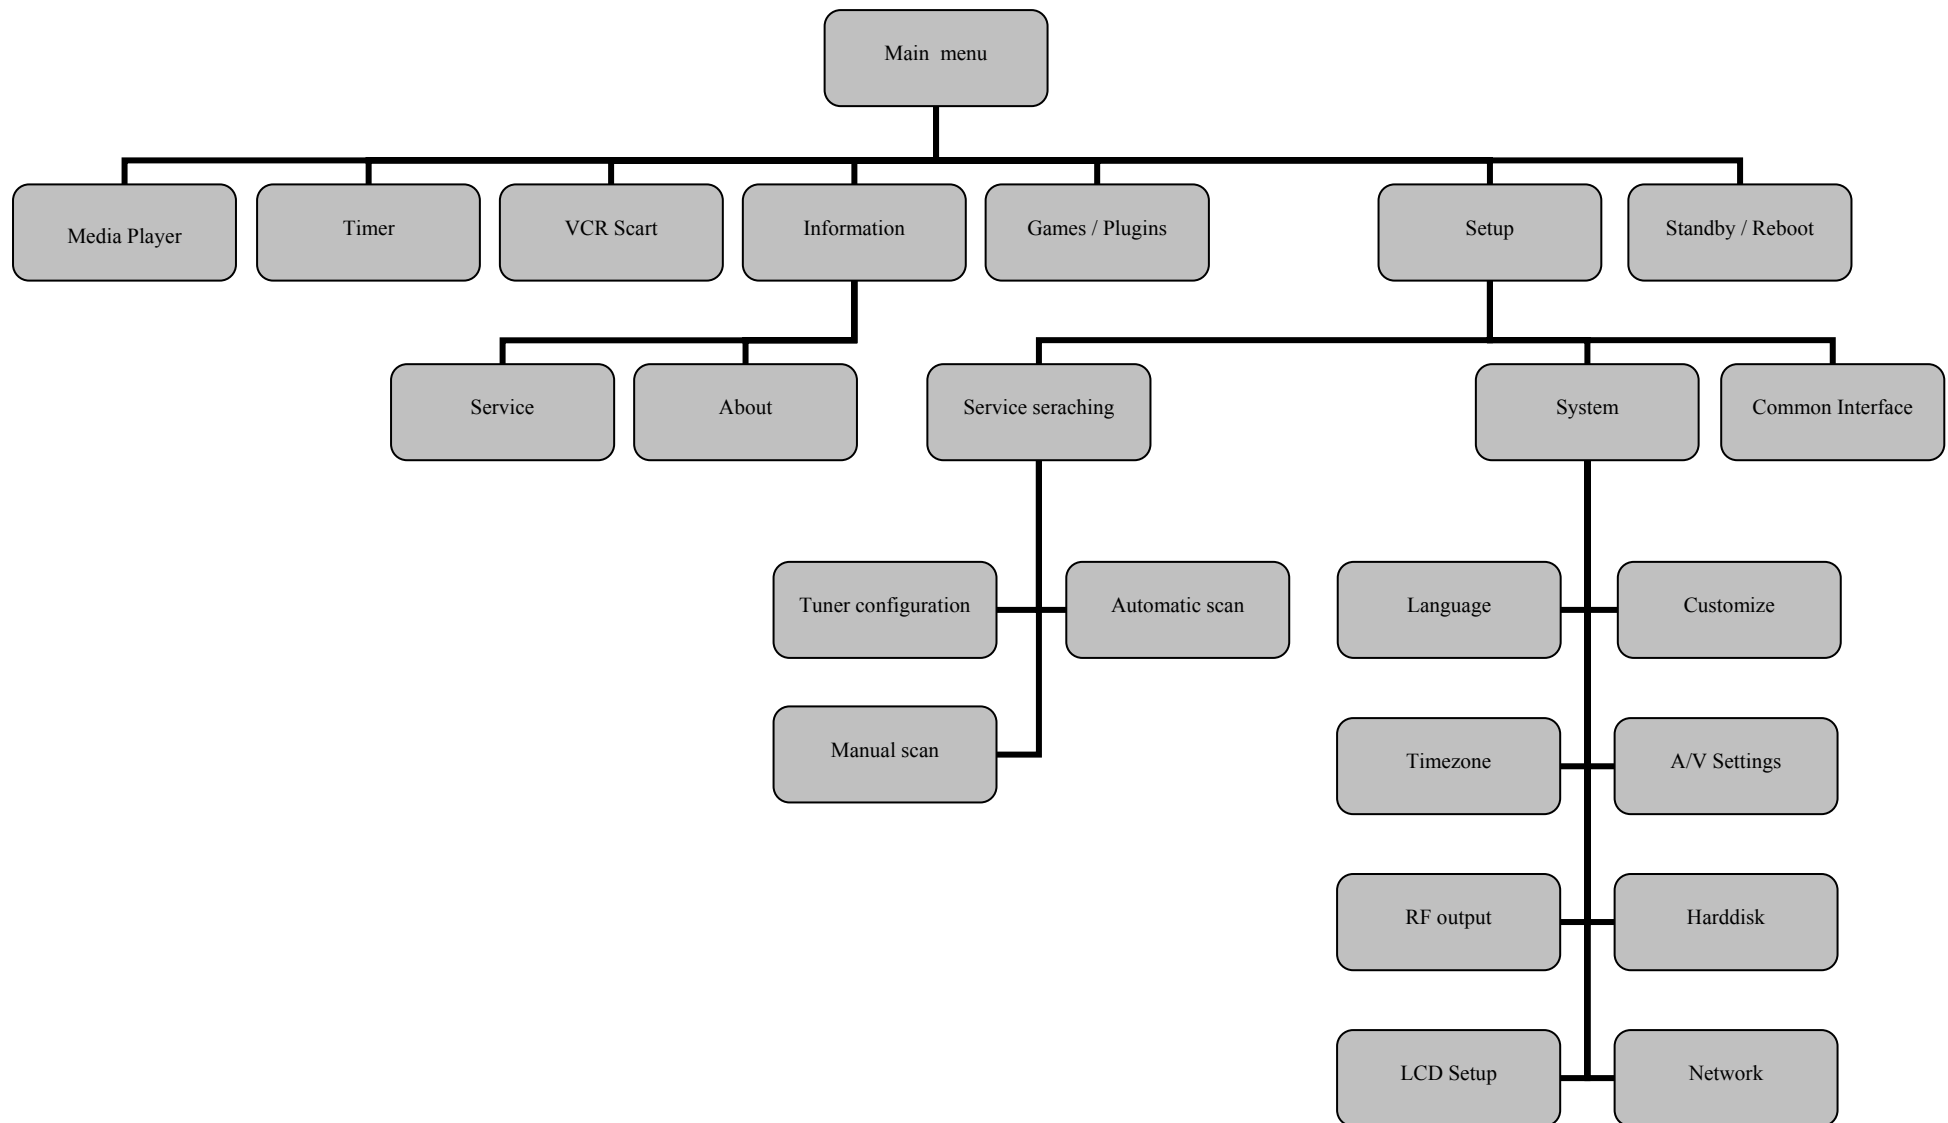 Main menu
Media Player
Timer
VCR Scart
Information
Games / Plugins
Setup
Standby / Reboot
Service
About
Service seraching
System
Common Interface
Tuner configuration
Automatic scan
Language
Customize
Manual scan
Timezone
A/V Settings
RF output
Harddisk
LCD Setup
Network